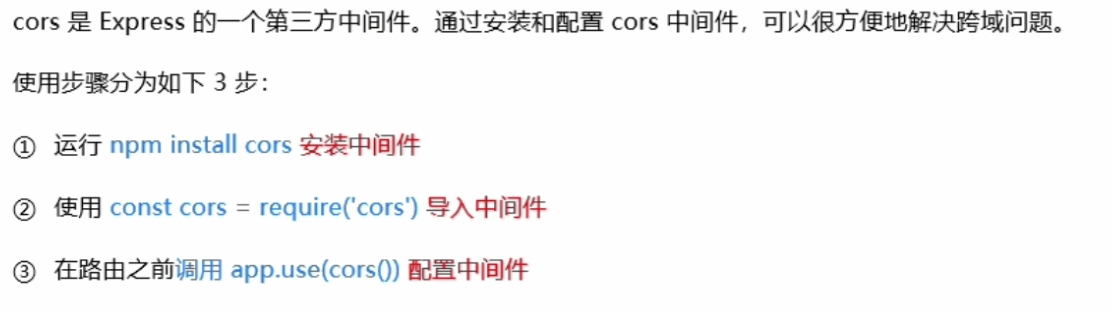 cors 是 Express 的一个第三方中间件。通过安装和配置 cors 中间件，可以很方便地解决跨域问题。
使用步骤分为如下 3 步：
① 运行 npm install cors 安装中间件
② 使用 const cors = require('cors') 导入中间件
③ 在路由之前调用 app.use(cors()) 配置中间件